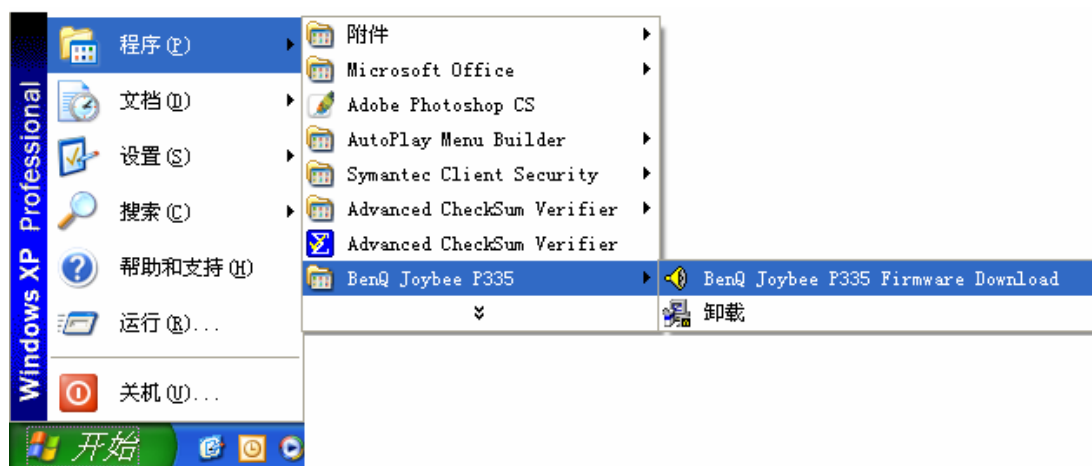 Windows XP Professional
程序(P)
文档(D)
设置(S)
搜索(C)
帮助和支持(H)
运行(R)...
关机(U)...
开始
附件
Microsoft Office
Adobe Photoshop CS
AutoPlay Menu Builder
Symantec Client Security
Advanced CheckSum Verifier
Advanced CheckSum Verifier
BenQ Joybee P335
BenQ Joybee P335 Firmware Download
卸载